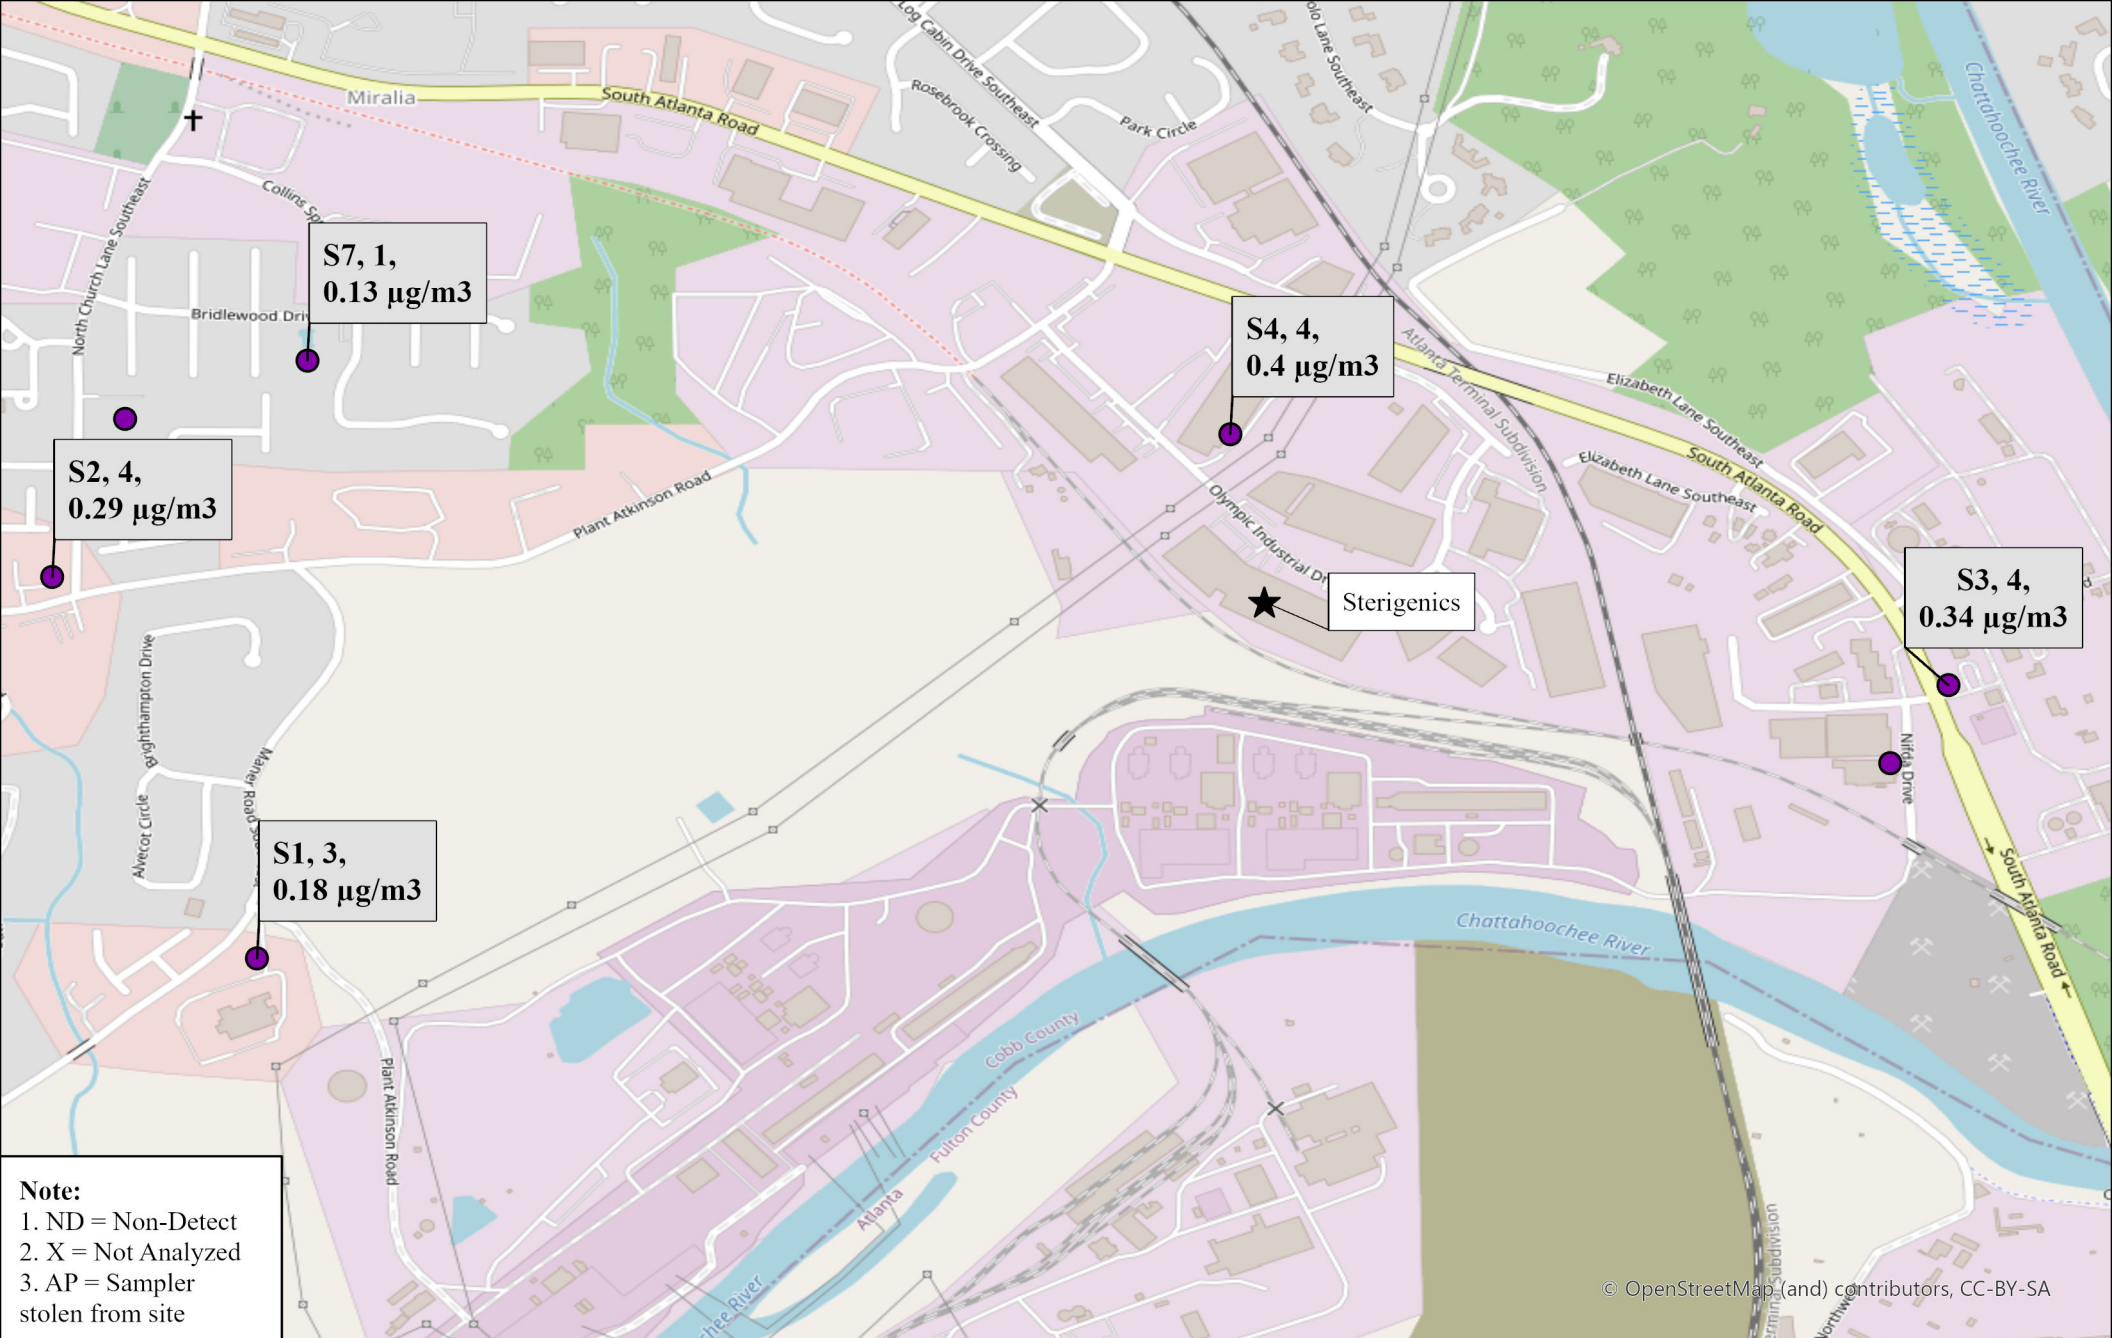 Log Cabin Drive Southeast
Lane Southeast
Chattahoochee River
Miralia
South Atlanta Road
Rosebrook Crossing
Park Circle
North Church Lane Southeast
Collins
S7, 1,
0.13 µg/m3
Bridlewood
S4, 4,
0.4 µg/m3
Atlanta Terminal Subdivision
Elizabeth Lane Southeast
South Atlanta Road
Elizabeth Lane Southeast
S2, 4,
0.29 µg/m3
Plant Atkinson Road
Olympic Industrial
Sterigenics
S3, 4,
0.34 µg/m3
Brighthampton Drive
Maner Road
Alvecot Circle
Nifda Drive
S1, 3,
0.18 µg/m3
South Atlanta Road
Chattahoochee River
Cobb County
Fulton County
Atlanta
Plant Atkinson Road
River
Subdivision
Note:
1. ND = Non-Detect
2. X = Not Analyzed
3. AP = Sampler
stolen from site
© OpenStreetMap (and) contributors, CC-BY-SA